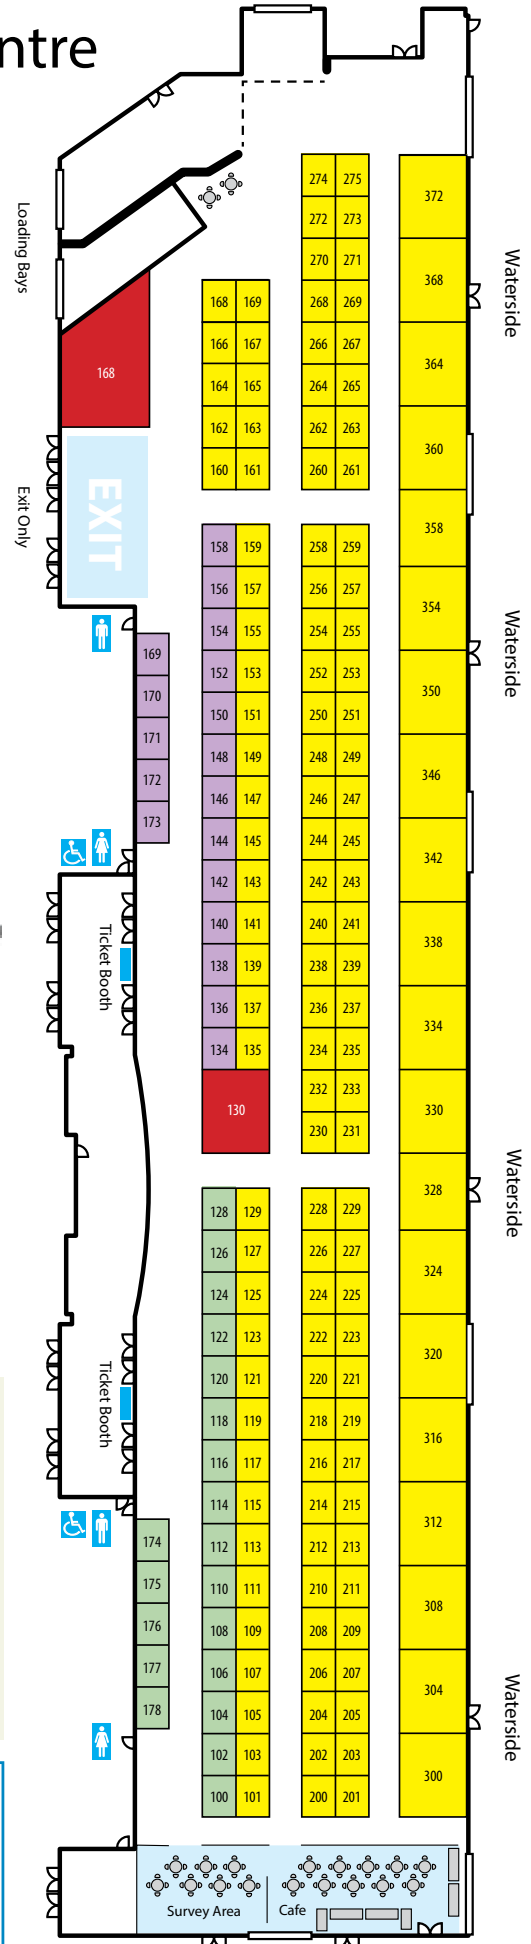 ntre
274 275
372
272 273
270 271
368
168 169 268 269
166 167 266 267
364
168
164 165 264 265
162 163 262 263
360
160 161 260 261
Loading Bays
Waterside
EXIT
Exit Only
358
158 159 258 259
156 157 256 257
354
154 155 254 255
169
152 153 252 253
350
170
150 151 250 251
171
148 149 248 249
346
172
146 147 246 247
173
144 145 244 245
342
142 143 242 243
140 141 240 241
338
138 139 238 239
136 137 236 237
334
134 135 234 235
Waterside
Ticket Booth
232 233
130
330
230 231
128 129 228 229
328
126 127 226 227
324
124 125 224 225
122 123 222 223
320
120 121 220 221
118 119 218 219
316
116 117 216 217
114 115 214 215
312
112 113 212 213
110 111 210 211
308
108 109 208 209
106 107 206 207
304
104 105 204 205
102 103 202 203
300
100 101 200 201
Waterside
Ticket Booth
174
175
176
177
178
Waterside
Survey Area
Cafe